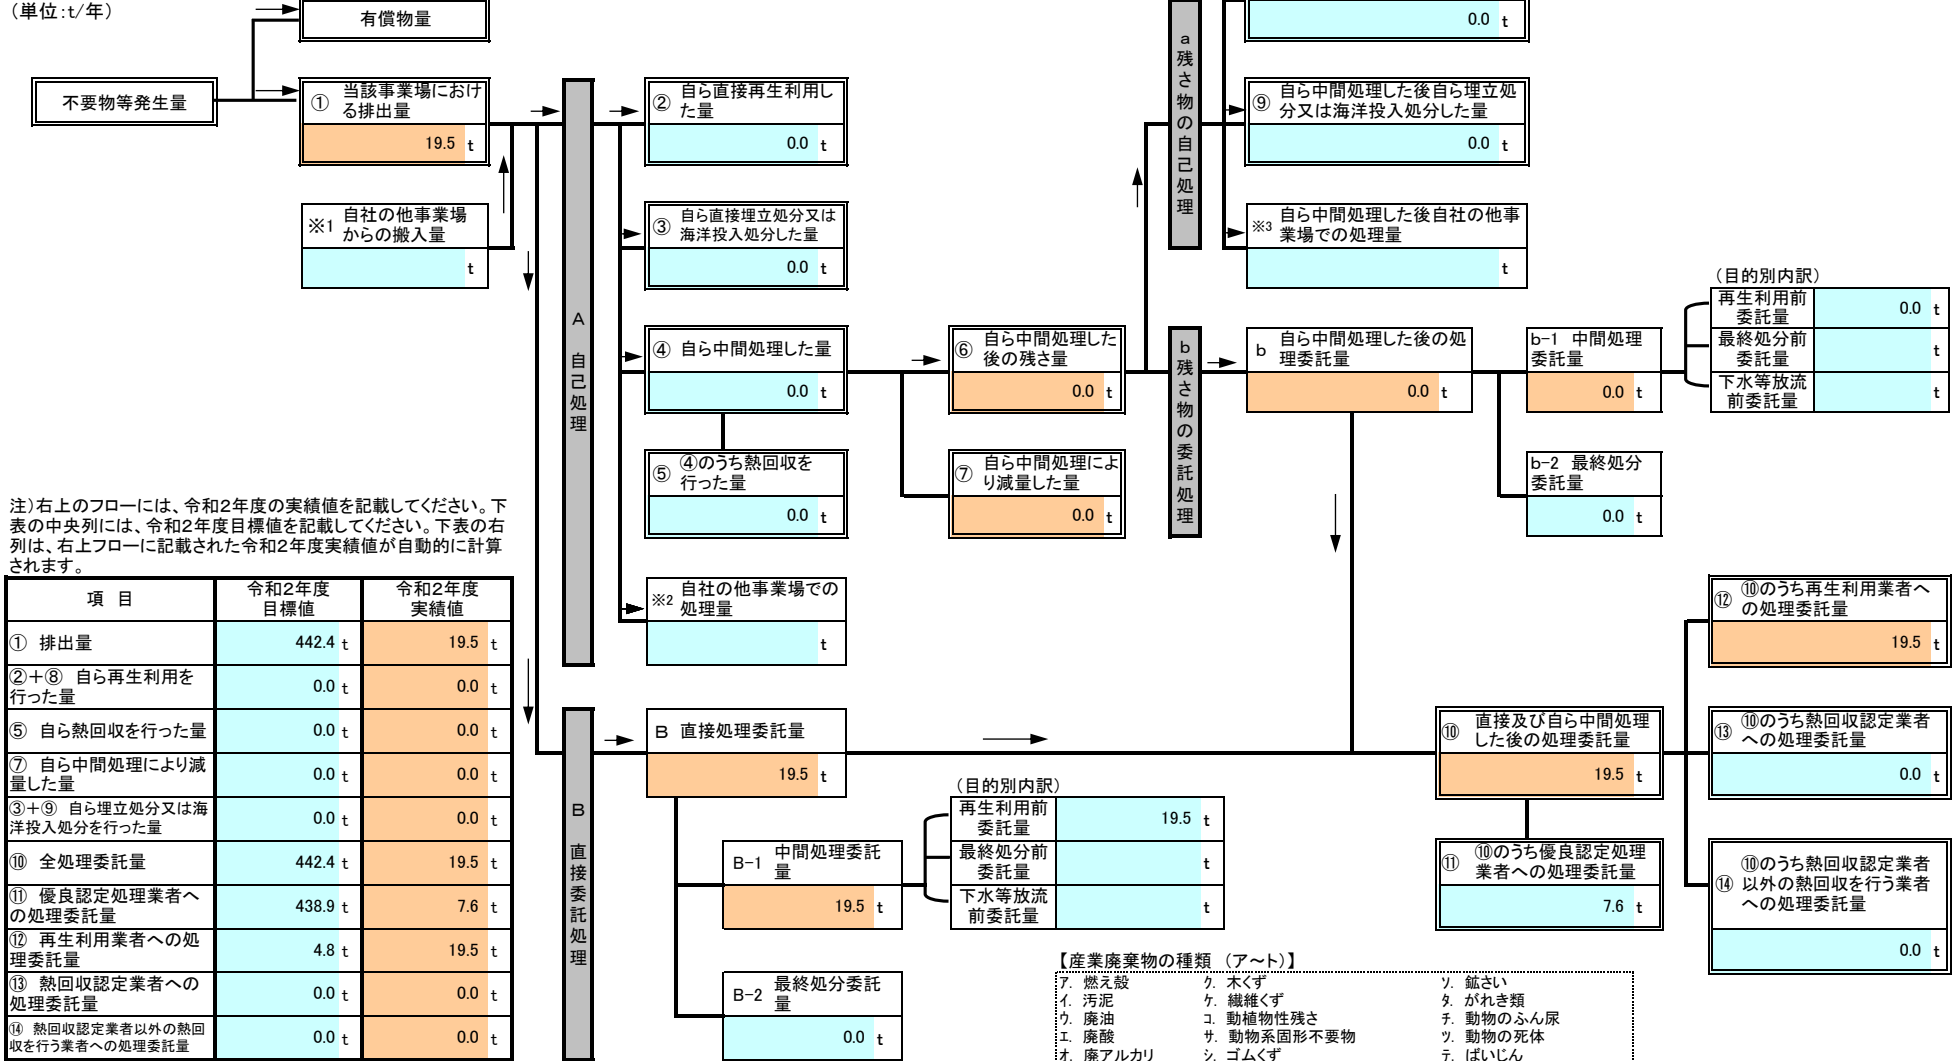 （単位：t/年）
有償物量
不要物等発生量
① 当該事業場におけ
る排出量
19.5 t
※1 自社の他事業場
からの搬入量
t
A 自己処理
② 自ら直接再生利用し
た量
0.0 t
③ 自ら直接埋立処分又は
海洋投入処分した量
0.0 t
④ 自ら中間処理した量
0.0 t
⑤ ④のうち熱回収を
行った量
0.0 t
※2 自社の他事業場での
処理量
t
⑥ 自ら中間処理した
後の残さ量
0.0 t
⑦ 自ら中間処理によ
り減量した量
0.0 t
a 残さ物の自己処理
0.0 t
⑨ 自ら中間処理した後自ら埋立処
分又は海洋投入処分した量
0.0 t
※3 自ら中間処理した後自社の他事
業場での処理量
t
b 残さ物の委託処理
b 自ら中間処理した後の処
理委託量
0.0 t
b-1 中間処理
委託量
0.0 t
b-2 最終処分
委託量
0.0 t
（目的別内訳）
再生利用前
委託量 0.0 t
最終処分前
委託量 t
下水等放流
前委託量 t
注）右上のフローには、令和２年度の実績値を記載してください。下
表の中央列には、令和２年度目標値を記載してください。下表の右
列は、右上フローに記載された令和２年度実績値が自動的に計算
されます。
項 目 令和２年度 令和２年度
目標値 実績値
① 排出量 442.4 t 19.5 t
②＋⑧ 自ら再生利用を
行った量 0.0 t 0.0 t
⑤ 自ら熱回収を行った量 0.0 t 0.0 t
⑦ 自ら中間処理により減
量した量 0.0 t 0.0 t
③＋⑨ 自ら埋立処分又は海
洋投入処分を行った量 0.0 t 0.0 t
⑩ 全処理委託量 442.4 t 19.5 t
⑪ 優良認定処理業者へ
の処理委託量 438.9 t 7.6 t
⑫ 再生利用業者への処
理委託量 4.8 t 19.5 t
⑬ 熱回収認定業者への
処理委託量 0.0 t 0.0 t
⑭ 熱回収認定業者以外の熱回
収を行う業者への処理委託量 0.0 t 0.0 t
B 直接委託処理
B 直接処理委託量
19.5 t
B-1 中間処理委託
量
19.5 t
B-2 最終処分委託
量
0.0 t
（目的別内訳）
再生利用前
委託量 19.5 t
最終処分前
委託量 t
下水等放流
前委託量 t
⑩ 直接及び自ら中間処理
した後の処理委託量
19.5 t
⑪ ⑩のうち優良認定処理
業者への処理委託量
7.6 t
⑫ ⑩のうち再生利用業者へ
の処理委託量
19.5 t
⑬ ⑩のうち熱回収認定業者
への処理委託量
0.0 t
⑭ ⑩のうち熱回収認定業者
以外の熱回収を行う業者
への処理委託量
0.0 t
【産業廃棄物の種類 （ア～ト）】
ア. 燃え殻 ク. 木くず ソ. 鉱さい
イ. 汚泥 ケ. 繊維くず タ. がれき類
ウ. 廃油 コ. 動植物性残さ チ. 動物のふん尿
エ. 廃酸 サ. 動物系固形不要物 ツ. 動物の死体
オ. 廃アルカリ シ. ゴムくず テ. ばいじん